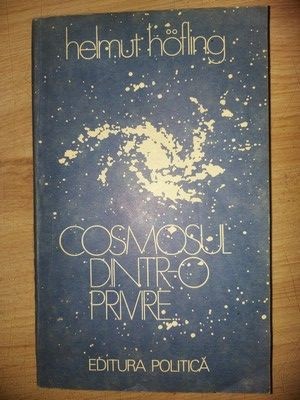 helmut höfling
COSMOSUL
DINTR-O
PRIVIRE...
EDITURA POLITICĂ